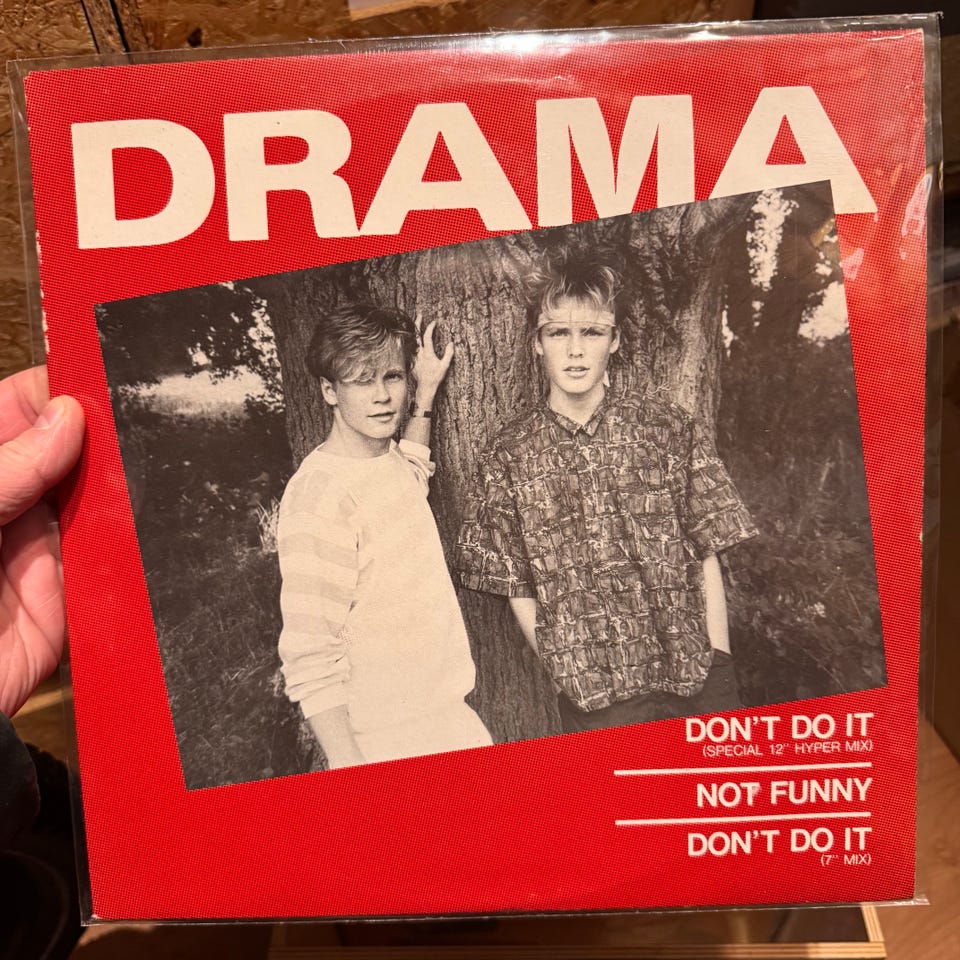 DRAMA
DON'T DO IT
(SPECIAL 12" HYPER MIX)
NOT FUNNY
DON'T DO IT
(7" MIX)